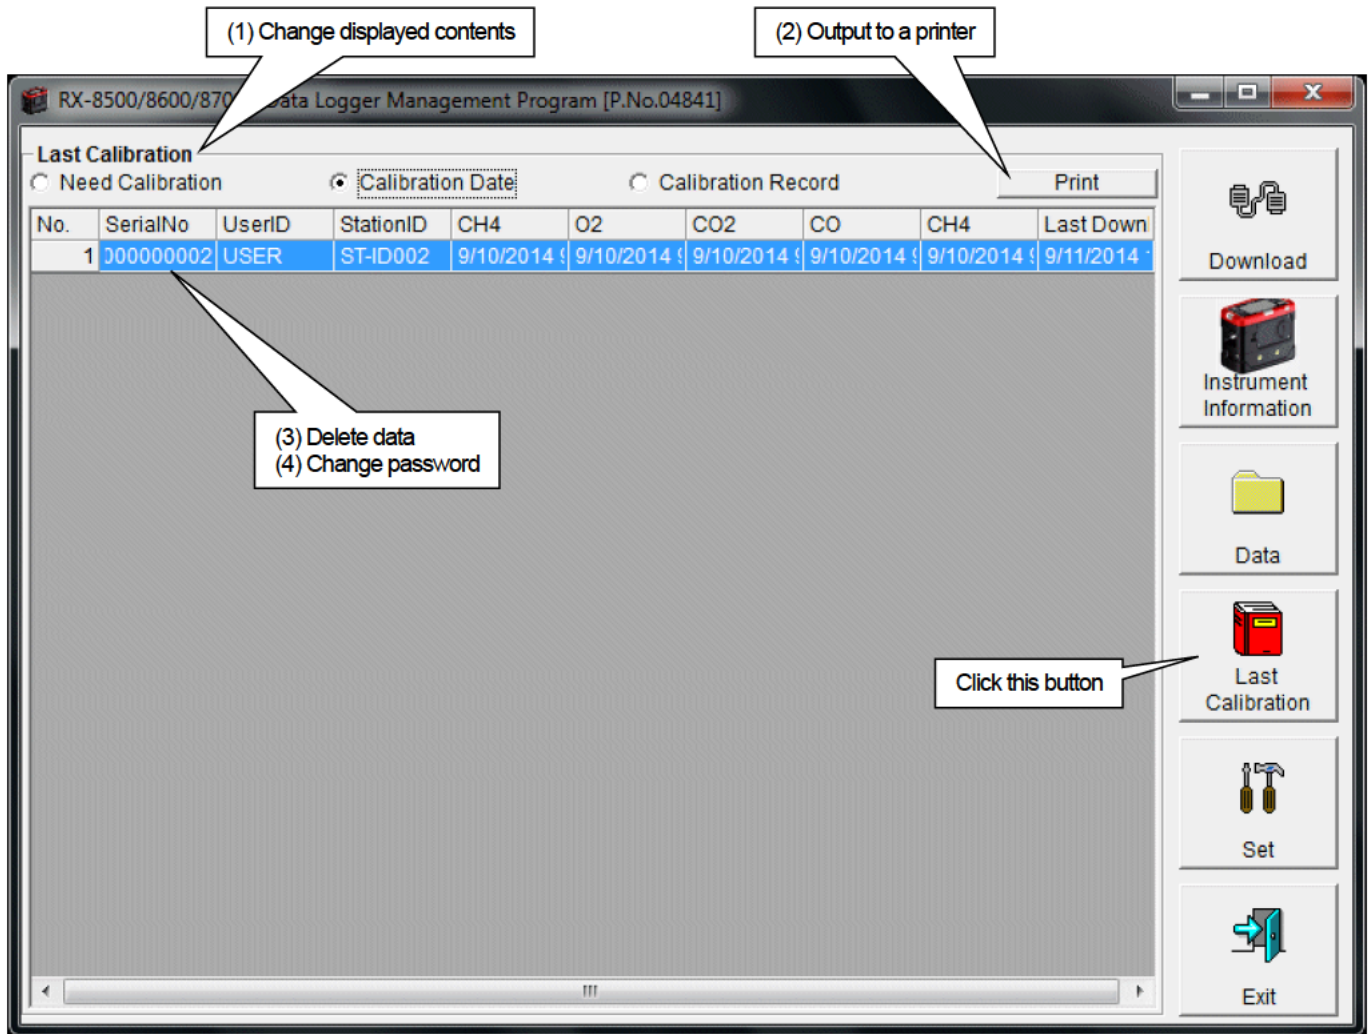 (1) Change displayed contents
(2) Output to a printer
RX-8500/8600/870 ata Logger Management Program [P.No.04841]
Last Calibration
Need Calibration Calibration Date Calibration Record Print
No. SerialNo UserID StationID CH4 O2 CO2 CO CH4 Last Down
1 000000002 USER ST-ID002 9/10/2014 9/10/2014 9/10/2014 9/10/2014 9/10/2014 9/11/2014
(3) Delete data
(4) Change password
Click this button
Download
Instrument
Information
Data
Last
Calibration
Set
Exit